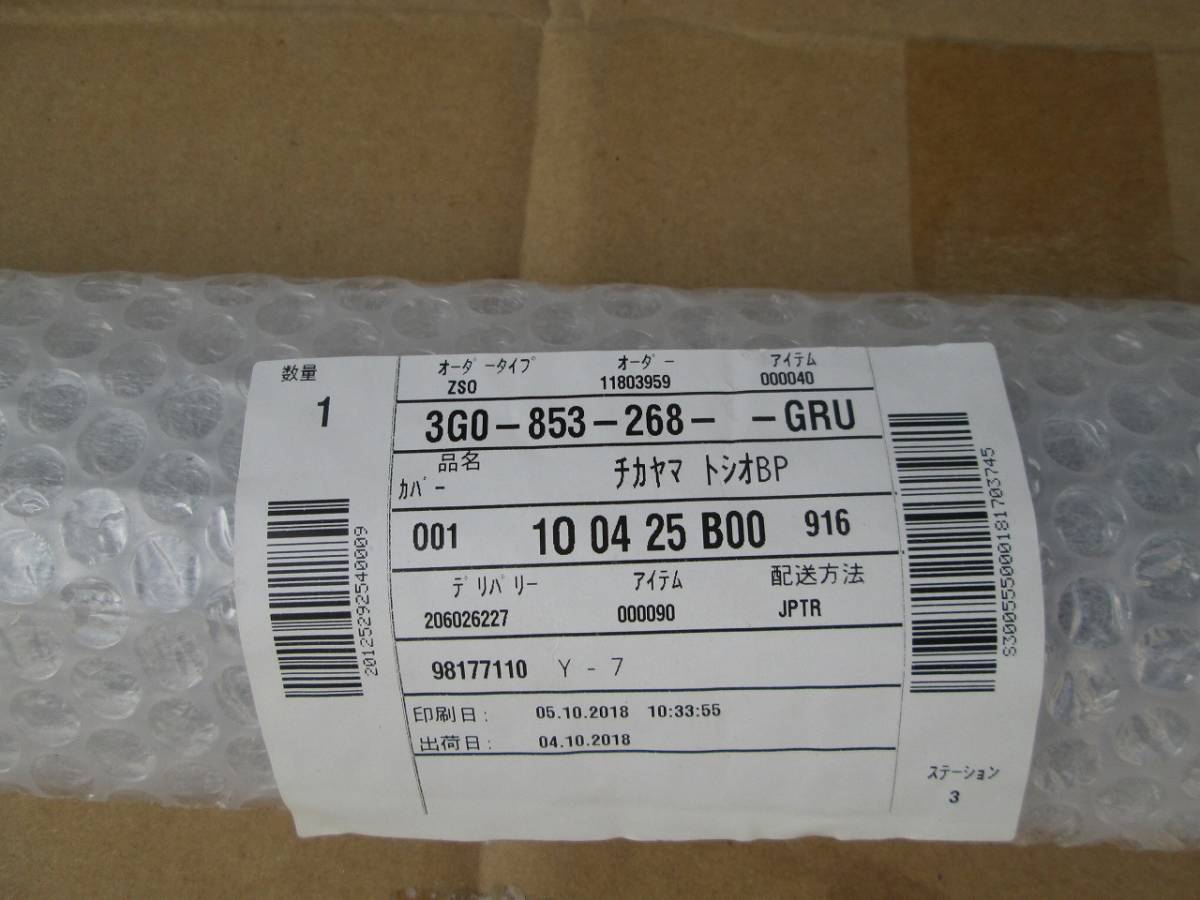 数量
1
オーダータイプ オーダー アイテム
ZSO 11803959 000040
3G0-853-268- -GRU
品名
カバー チカヤマ トシオBP
001 10 04 25 B00 916
デリバリー アイテム 配送方法
206026227 000090 JPTR
98177110 Y-7
印刷日: 05.10.2018 10:33:55
出荷日: 04.10.2018
20125292540009
S300555000181703745
ステーション
3